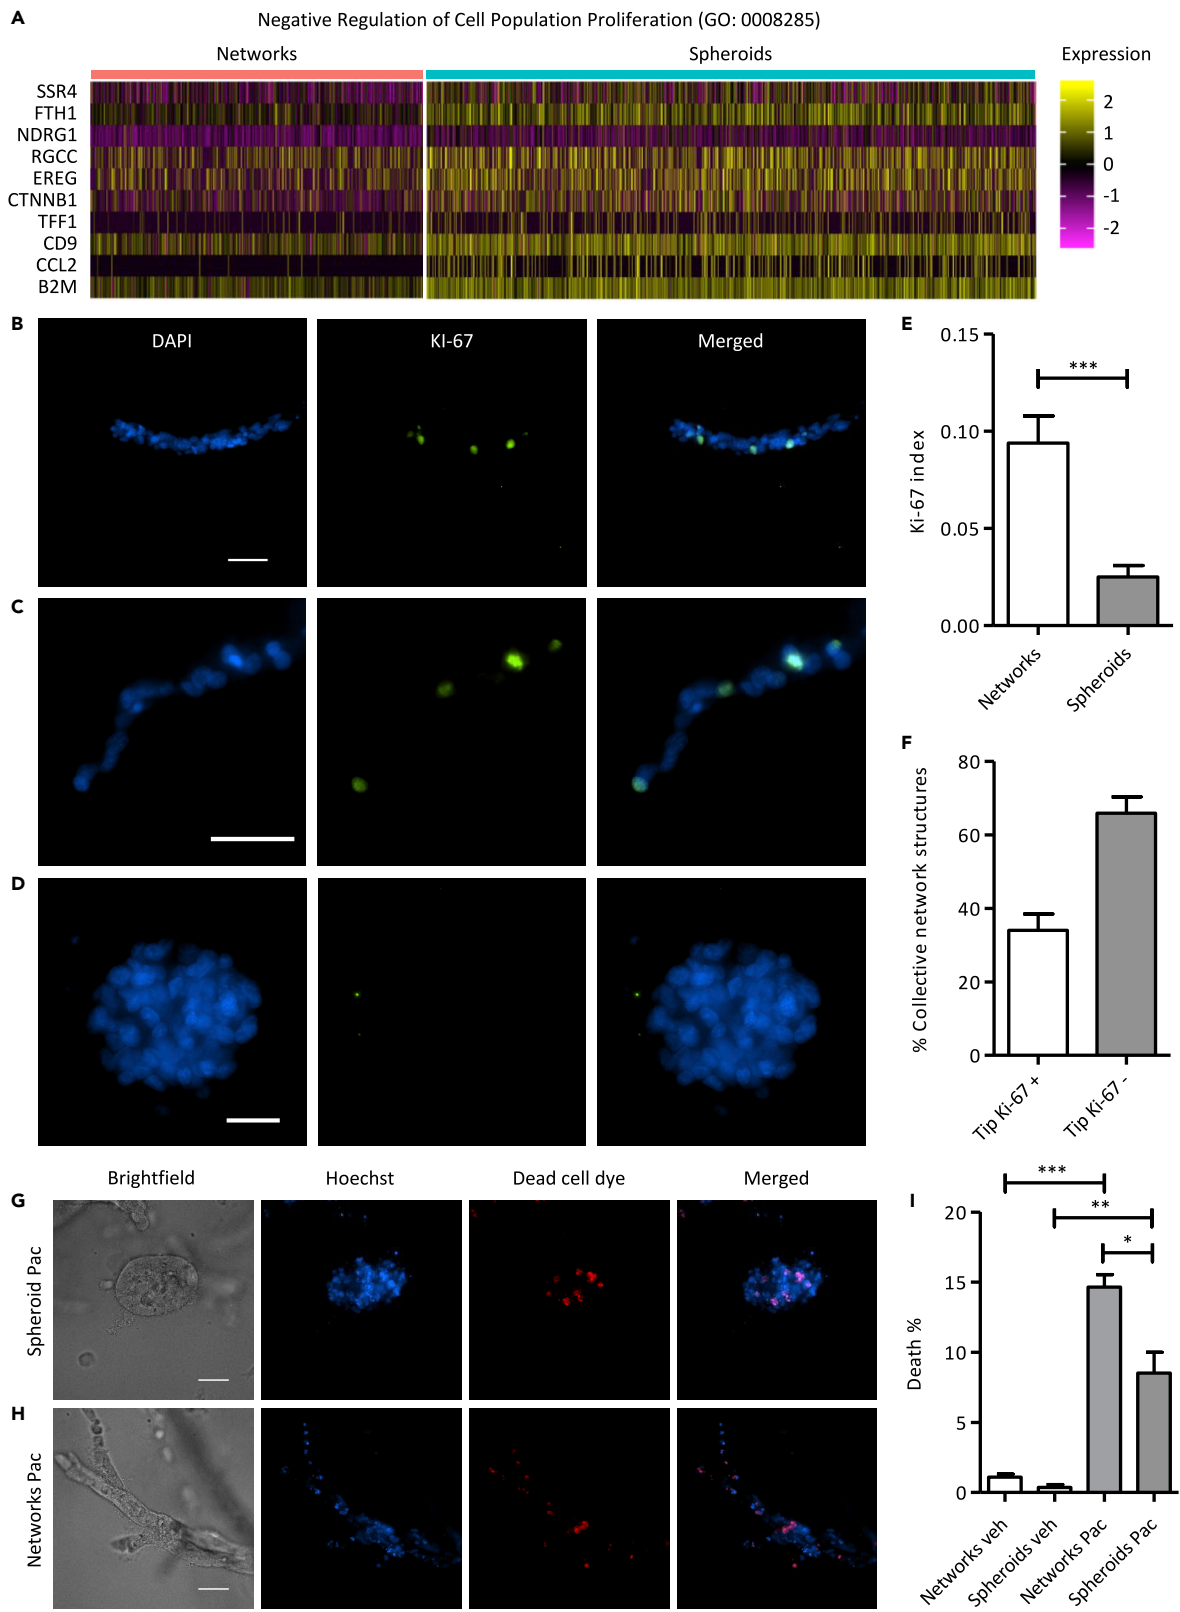 A
Negative Regulation of Cell Population Proliferation (GO: 0008285)
Networks
Spheroids
Expression
SSR4
FTH1
NDRG1
RGCC
EREG
CTNNB1
TFF1
CD9
CCL2
B2M
2
1
0
-1
-2
B
DAPI
KI-67
Merged
C
D
E
0.15
0.10
0.05
0.00
Ki-67 index
***
Networks
Spheroids
F
80
60
40
20
0
% Collective network structures
Tip Ki-67 +
Tip Ki-67 -
Brightfield
Hoechst
Dead cell dye
Merged
G
Spheroid Pac
H
Networks Pac
I
***
**
*
20
15
10
5
0
Death %
Networks veh
Spheroids veh
Networks Pac
Spheroids Pac